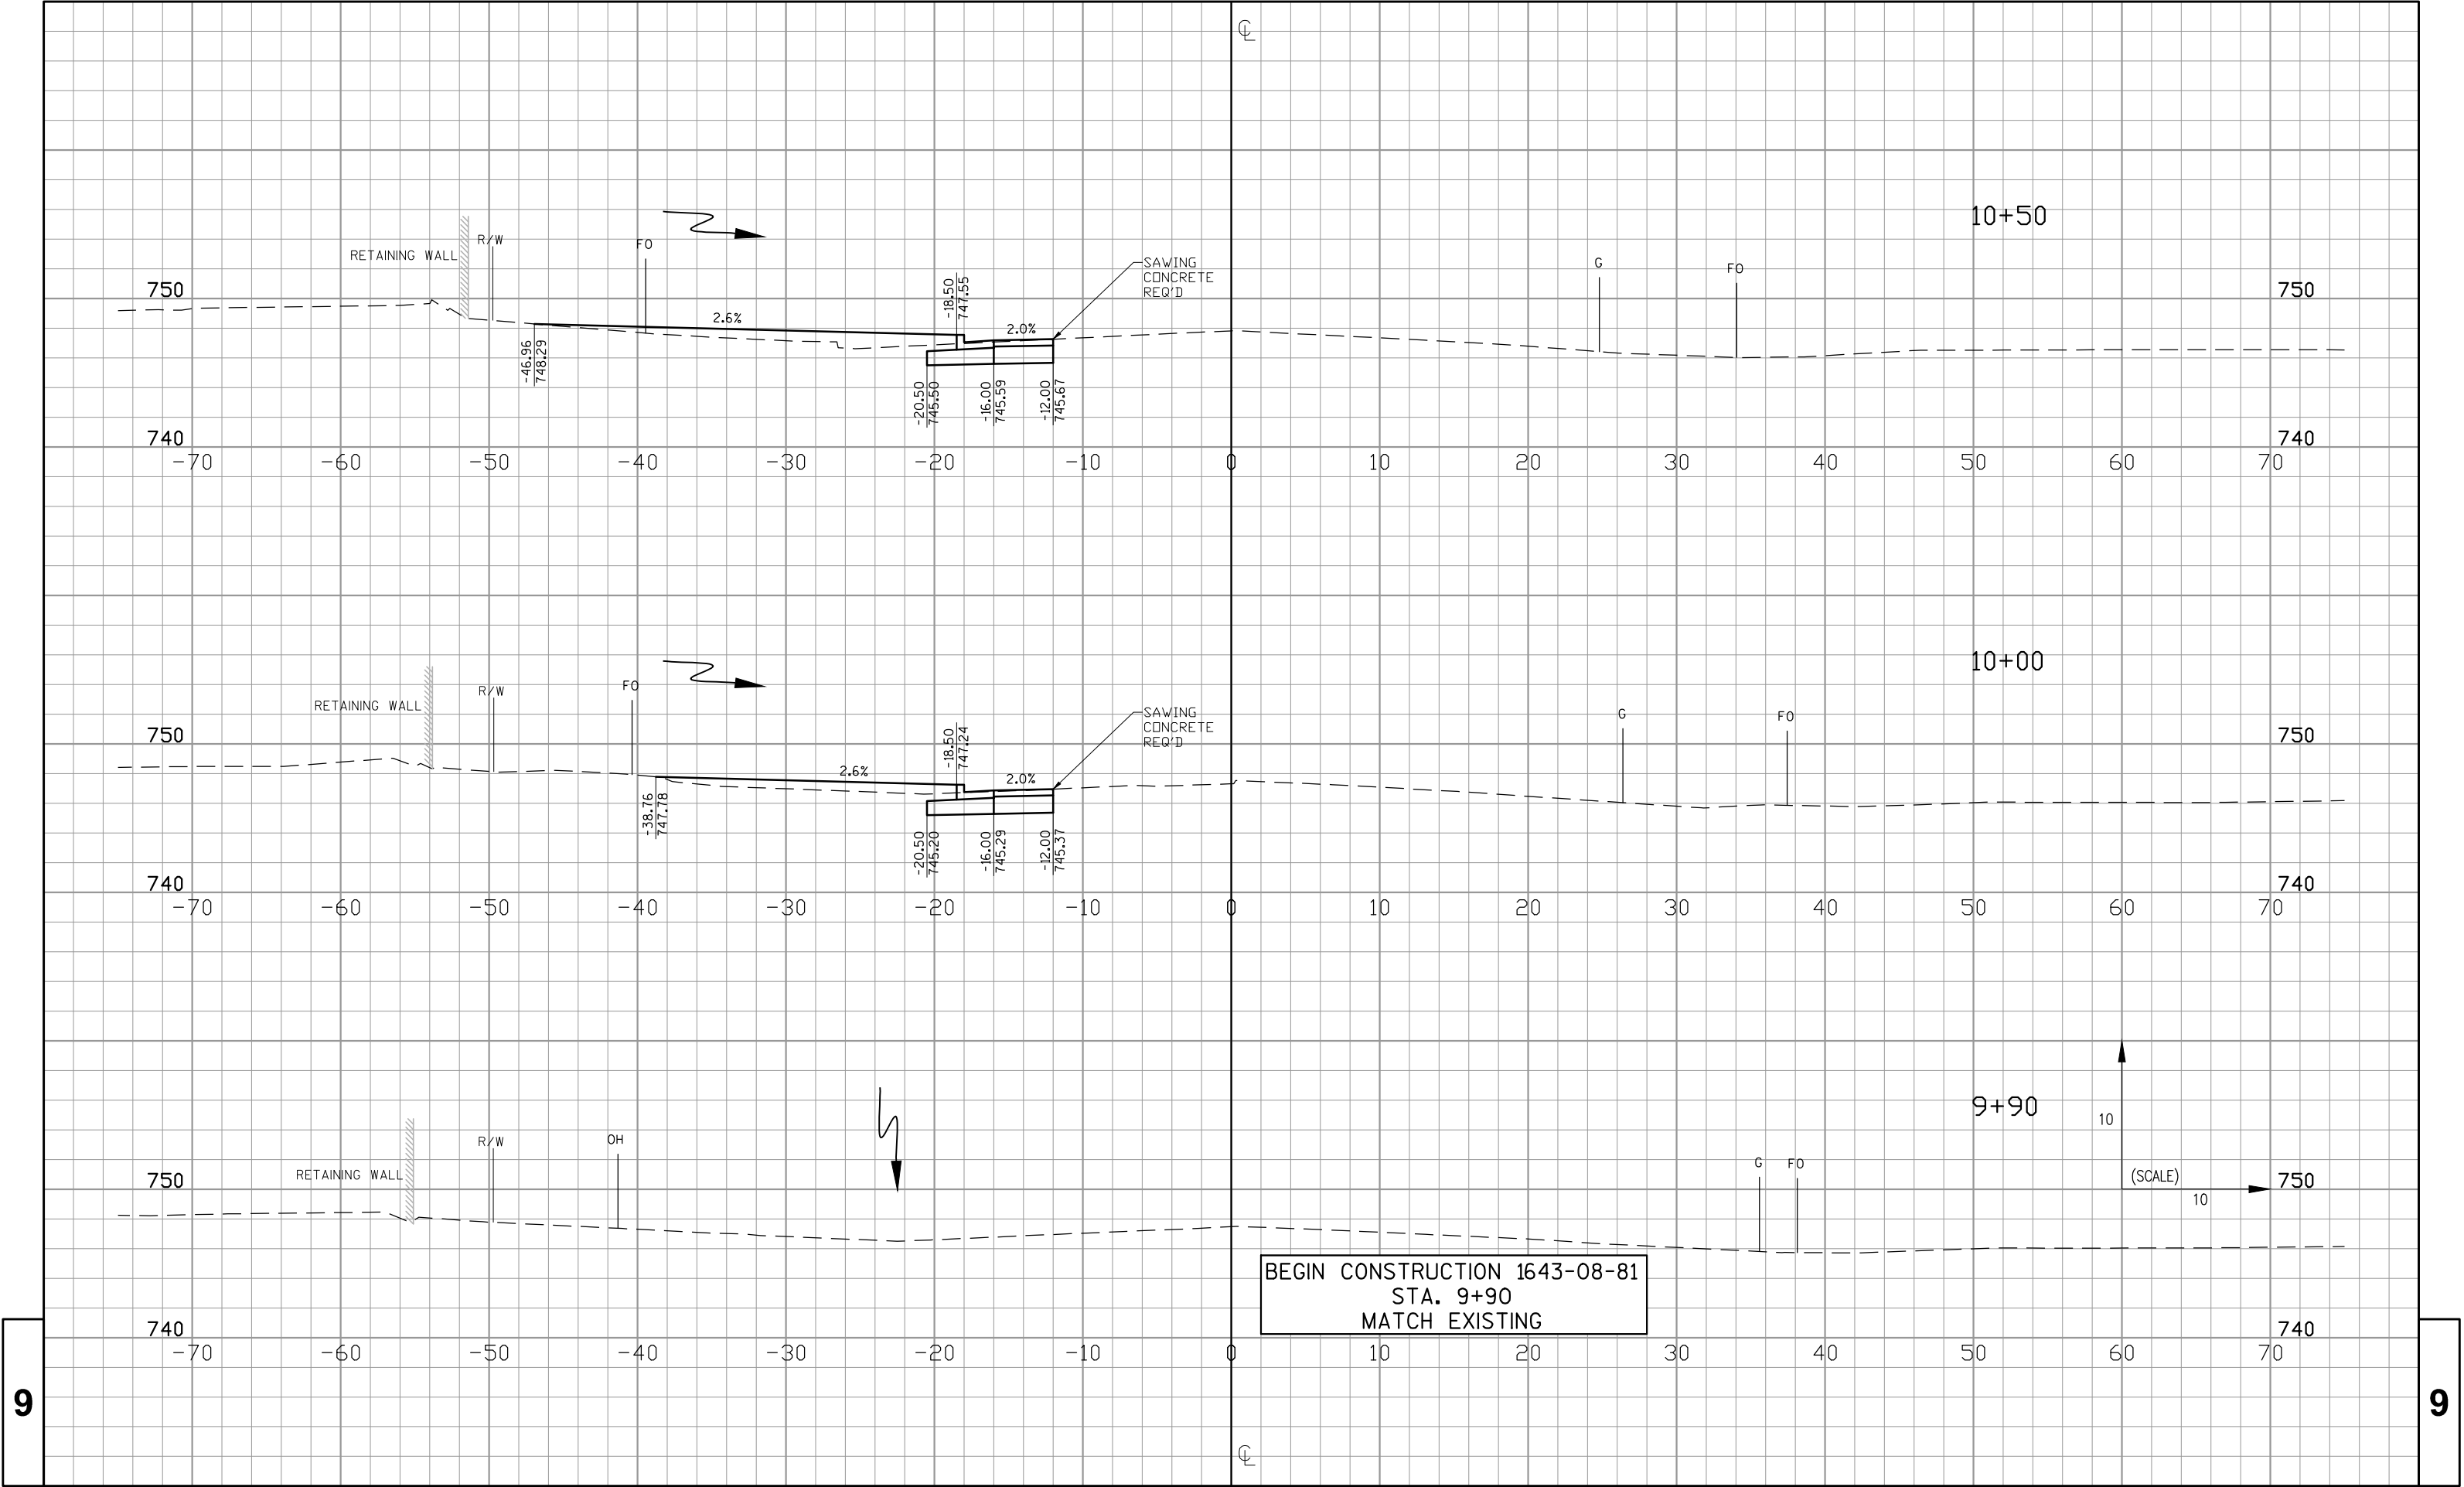 ℄
10+50
R/W
FO
RETAINING WALL
SAWING
CONCRETE
REQ'D
G
FO
-18.50
747.55
750
750
2.6%
2.0%
-46.96
748.29
-20.50
745.50
-16.00
745.59
-12.00
745.67
740
740
-70 -60 -50 -40 -30 -20 -10 0 10 20 30 40 50 60 70
10+00
R/W
FO
RETAINING WALL
SAWING
CONCRETE
REQ'D
G
FO
-18.50
747.24
750
750
2.6%
2.0%
-38.76
747.78
-20.50
745.20
-16.00
745.29
-12.00
745.37
740
740
-70 -60 -50 -40 -30 -20 -10 0 10 20 30 40 50 60 70
9+90
10
R/W
OH
RETAINING WALL
G
FO
(SCALE)
10
750
750
BEGIN CONSTRUCTION 1643-08-81
STA. 9+90
MATCH EXISTING
740
740
-70 -60 -50 -40 -30 -20 -10 0 10 20 30 40 50 60 70
9
9
℄